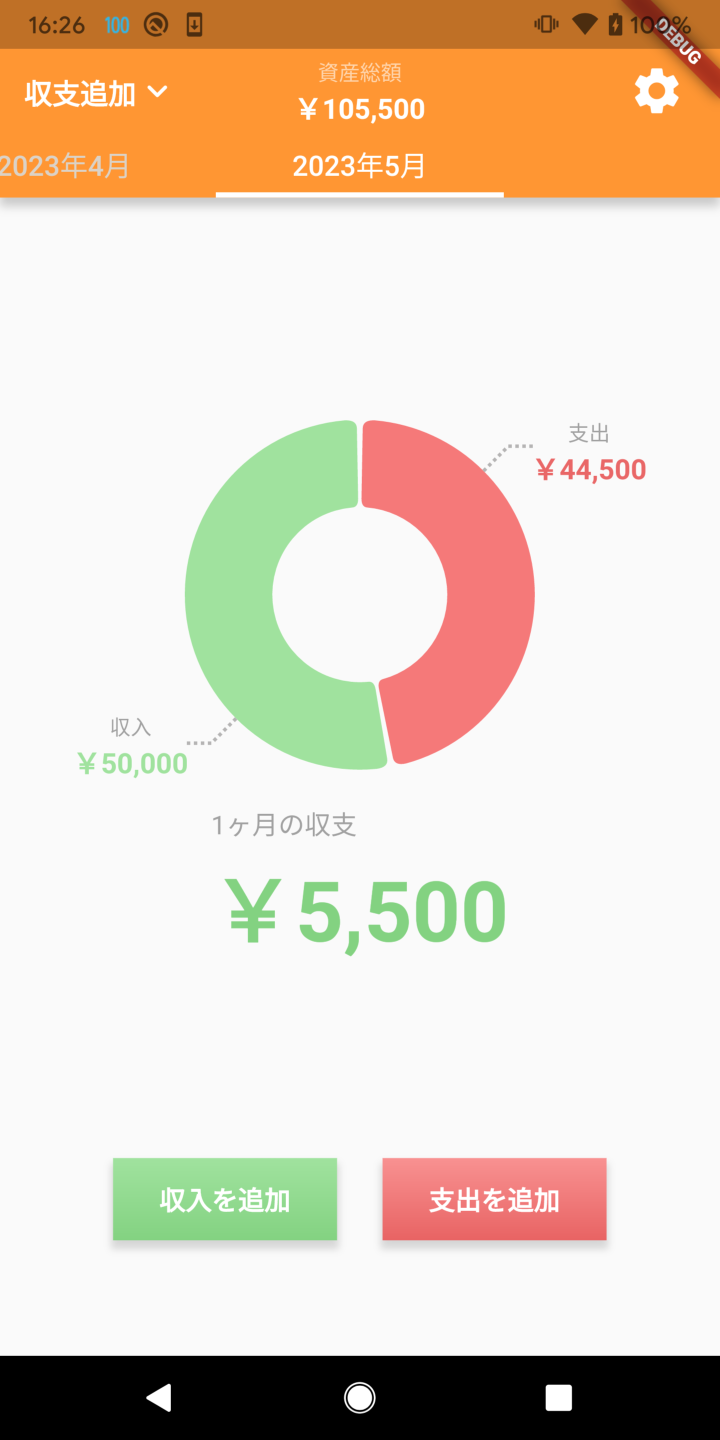 16:26 100 100%
DEBUG
収支追加
資産総額
￥105,500
2023年4月 2023年5月
支出
￥44,500
収入
￥50,000
1ヶ月の収支
￥5,500
収入を追加 支出を追加